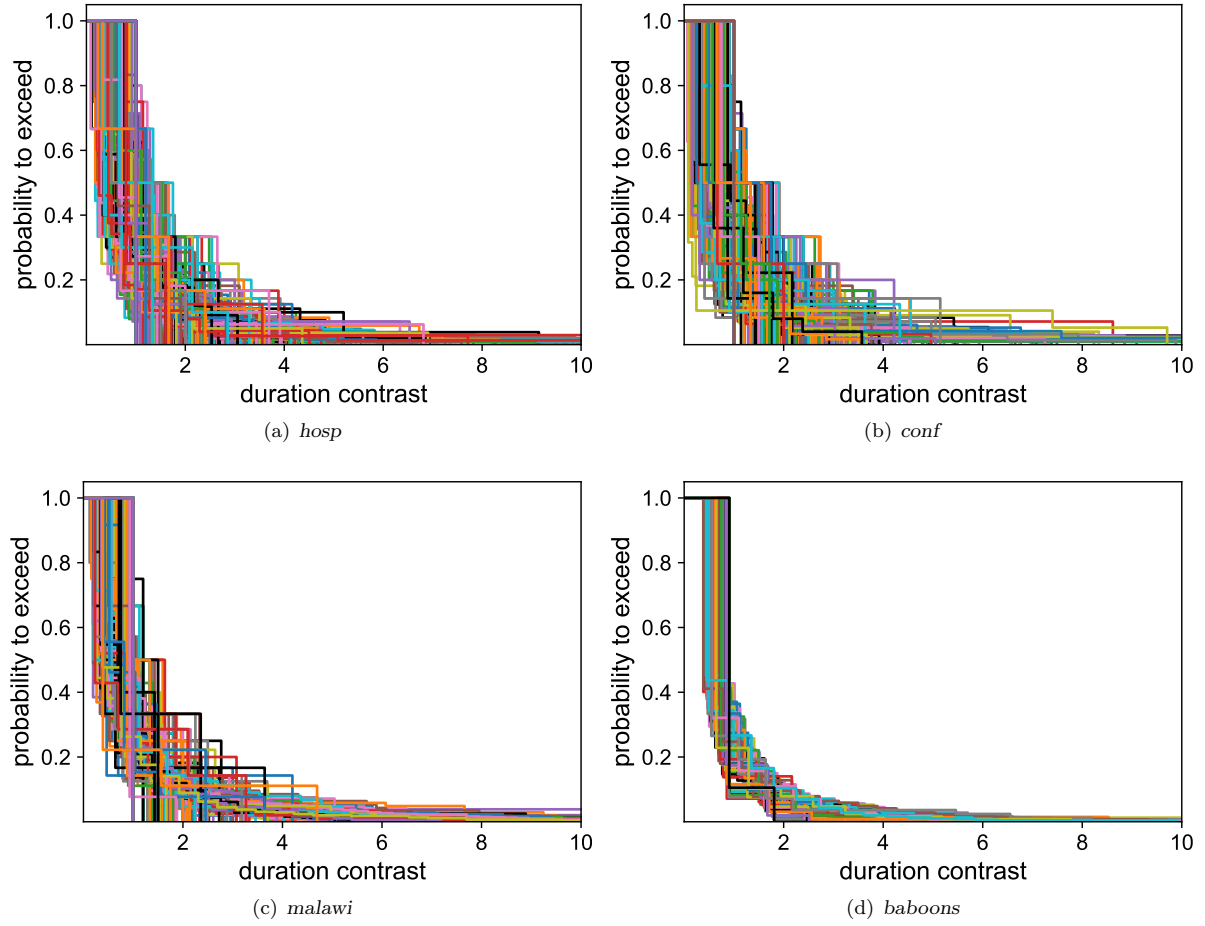 1.0
0.8
0.6
0.4
0.2
probability to exceed
2 4 6 8 10
duration contrast
(a) hosp
1.0
0.8
0.6
0.4
0.2
probability to exceed
2 4 6 8 10
duration contrast
(b) conf
1.0
0.8
0.6
0.4
0.2
probability to exceed
2 4 6 8 10
duration contrast
(c) malawi
1.0
0.8
0.6
0.4
0.2
probability to exceed
2 4 6 8 10
duration contrast
(d) baboons